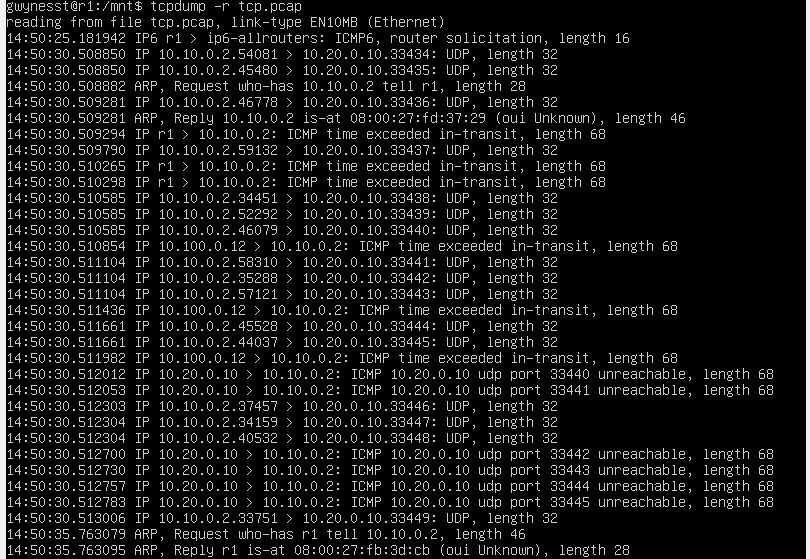 gwynesst@r1:/mnt$ tcpdump -r tcp.pcap
reading from file tcp.pcap, link-type EN10MB (Ethernet)
14:50:25.181942 IP6 r1 > ip6-allrouters: ICMP6, router solicitation, length 16
14:50:30.508850 IP 10.10.0.2.54081 > 10.20.0.10.33434: UDP, length 32
14:50:30.508850 IP 10.10.0.2.45480 > 10.20.0.10.33435: UDP, length 32
14:50:30.508882 ARP, Request who-has 10.10.0.2 tell r1, length 28
14:50:30.509281 IP 10.10.0.2.46778 > 10.20.0.10.33436: UDP, length 32
14:50:30.509281 ARP, Reply 10.10.0.2 is-at 08:00:27:fd:37:29 (oui Unknown), length 46
14:50:30.509294 IP r1 > 10.10.0.2: ICMP time exceeded in-transit, length 68
14:50:30.509790 IP 10.10.0.2.59132 > 10.20.0.10.33437: UDP, length 32
14:50:30.510265 IP r1 > 10.10.0.2: ICMP time exceeded in-transit, length 68
14:50:30.510298 IP r1 > 10.10.0.2: ICMP time exceeded in-transit, length 68
14:50:30.510585 IP 10.10.0.2.34451 > 10.20.0.10.33438: UDP, length 32
14:50:30.510585 IP 10.10.0.2.52292 > 10.20.0.10.33439: UDP, length 32
14:50:30.510585 IP 10.10.0.2.46079 > 10.20.0.10.33440: UDP, length 32
14:50:30.510854 IP 10.100.0.12 > 10.10.0.2: ICMP time exceeded in-transit, length 68
14:50:30.511104 IP 10.10.0.2.58310 > 10.20.0.10.33441: UDP, length 32
14:50:30.511104 IP 10.10.0.2.35288 > 10.20.0.10.33442: UDP, length 32
14:50:30.511104 IP 10.10.0.2.57121 > 10.20.0.10.33443: UDP, length 32
14:50:30.511436 IP 10.100.0.12 > 10.10.0.2: ICMP time exceeded in-transit, length 68
14:50:30.511661 IP 10.10.0.2.45528 > 10.20.0.10.33444: UDP, length 32
14:50:30.511661 IP 10.10.0.2.44037 > 10.20.0.10.33445: UDP, length 32
14:50:30.511982 IP 10.100.0.12 > 10.10.0.2: ICMP time exceeded in-transit, length 68
14:50:30.512012 IP 10.20.0.10 > 10.10.0.2: ICMP 10.20.0.10 udp port 33440 unreachable, length 68
14:50:30.512053 IP 10.20.0.10 > 10.10.0.2: ICMP 10.20.0.10 udp port 33441 unreachable, length 68
14:50:30.512303 IP 10.10.0.2.37457 > 10.20.0.10.33446: UDP, length 32
14:50:30.512304 IP 10.10.0.2.34159 > 10.20.0.10.33447: UDP, length 32
14:50:30.512304 IP 10.10.0.2.40532 > 10.20.0.10.33448: UDP, length 32
14:50:30.512700 IP 10.20.0.10 > 10.10.0.2: ICMP 10.20.0.10 udp port 33442 unreachable, length 68
14:50:30.512730 IP 10.20.0.10 > 10.10.0.2: ICMP 10.20.0.10 udp port 33443 unreachable, length 68
14:50:30.512757 IP 10.20.0.10 > 10.10.0.2: ICMP 10.20.0.10 udp port 33444 unreachable, length 68
14:50:30.512783 IP 10.20.0.10 > 10.10.0.2: ICMP 10.20.0.10 udp port 33445 unreachable, length 68
14:50:30.513006 IP 10.10.0.2.33751 > 10.20.0.10.33449: UDP, length 32
14:50:35.763079 ARP, Request who-has r1 tell 10.10.0.2, length 46
14:50:35.763095 ARP, Reply r1 is-at 08:00:27:fb:3d:cb (oui Unknown), length 28